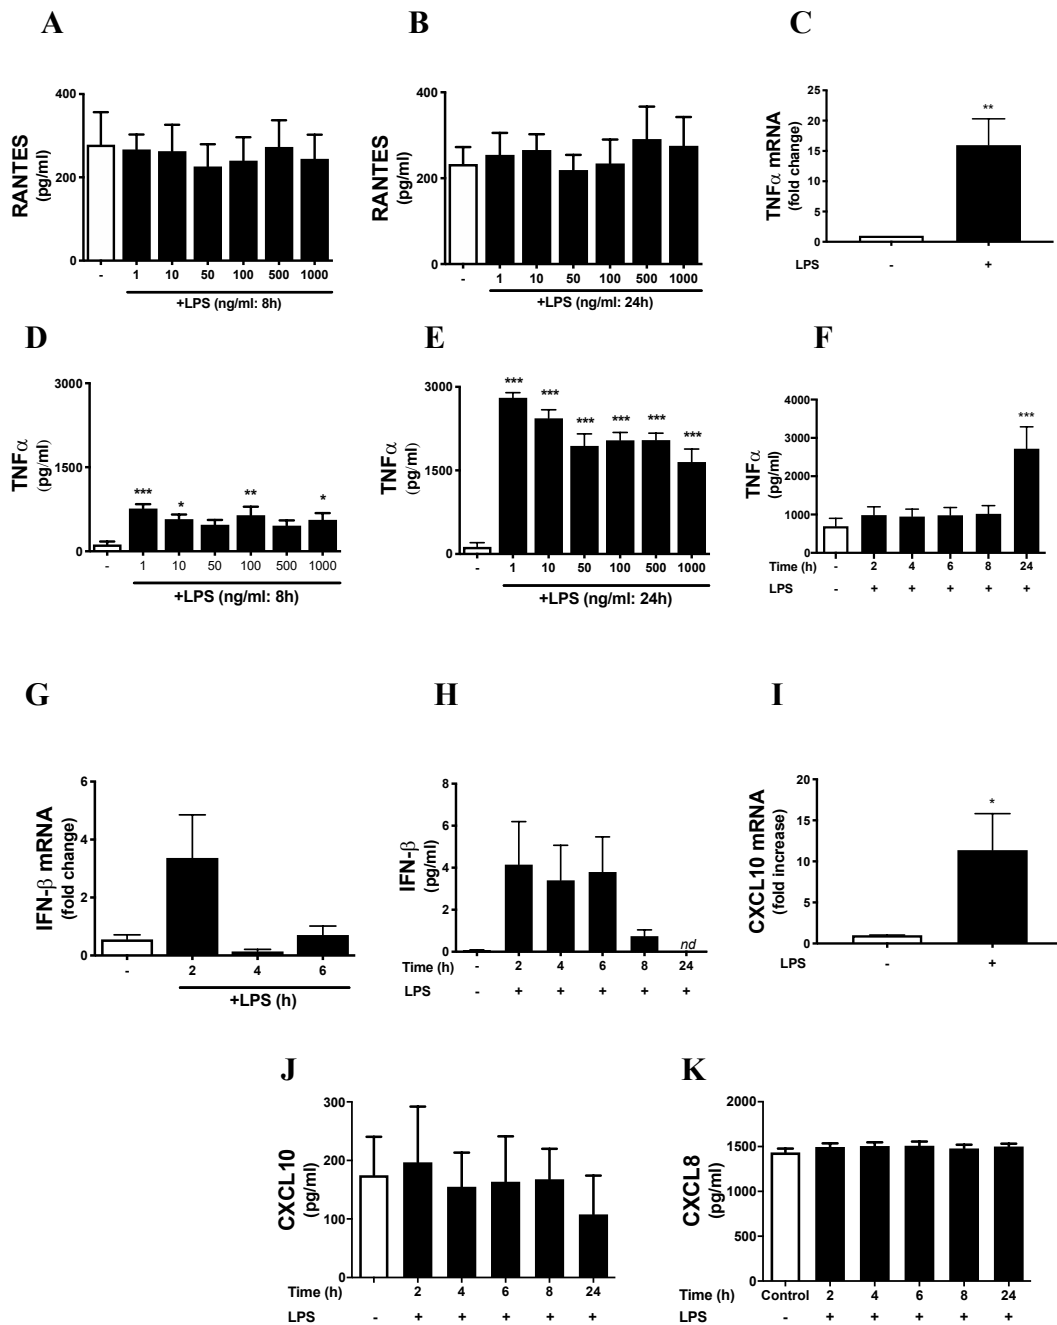 A
B
C
RANTES
(pg/ml)
400
200
0
- 1 10 50 100 500 1000
+LPS (ng/ml: 8h)
RANTES
(pg/ml)
400
200
0
- 1 10 50 100 500 1000
+LPS (ng/ml: 24h)
TNFα mRNA
(fold change)
25
20
15
10
5
0
**
LPS - +
D
E
F
TNFα
(pg/ml)
3000
1500
0
*** * ** *
- 1 10 50 100 500 1000
+LPS (ng/ml: 8h)
TNFα
(pg/ml)
3000
1500
0
*** *** *** *** *** ***
- 1 10 50 100 500 1000
+LPS (ng/ml: 24h)
TNFα
(pg/ml)
4000
3000
2000
1000
0
***
Time (h) - 2 4 6 8 24
LPS - + + + + +
G
H
I
IFN-β mRNA
(fold change)
6
4
2
0
- 2 4 6
+LPS (h)
IFN-β
(pg/ml)
8
6
4
2
0
nd
Time (h) - 2 4 6 8 24
LPS - + + + + +
CXCL10 mRNA
(fold increase)
20
15
10
5
0
*
LPS - +
J
K
CXCL10
(pg/ml)
300
200
100
0
Time (h) - 2 4 6 8 24
LPS - + + + + +
CXCL8
(pg/ml)
2000
1500
1000
500
0
Time (h) Control 2 4 6 8 24
LPS - + + + + +